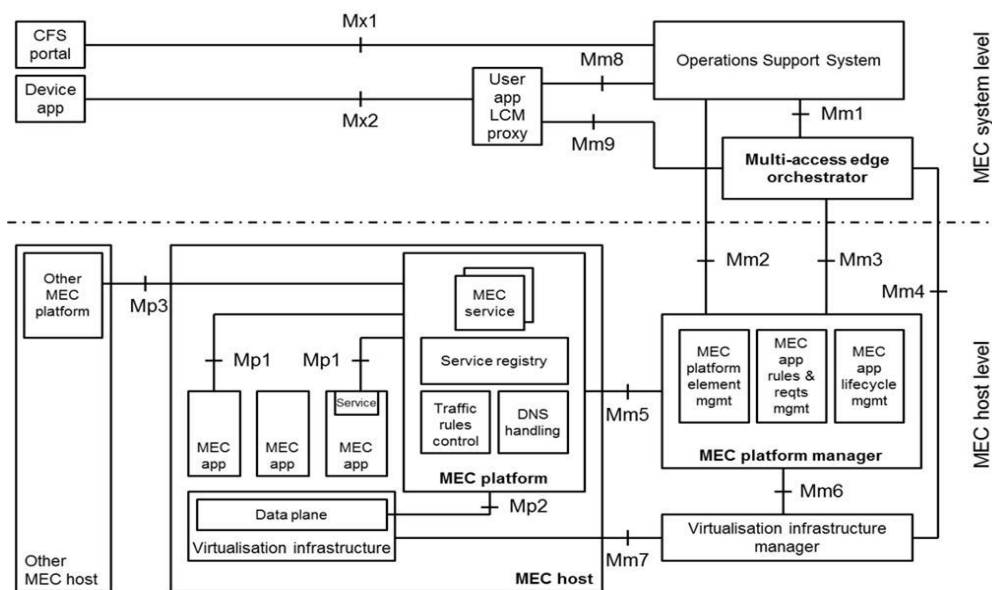 CFS
portal
Mx1
Operations Support System
Device
app
Mx2
User
app
LCM
proxy
Mm8
Mm9
Mm1
Multi-access edge
orchestrator
MEC system level
Other
MEC
platform
Mp3
MEC
service
Mm2
Mm3
Mm4
Mp1
Mp1
Service registry
MEC
platform
element
mgmt
MEC
app
rules &
reqts
mgmt
MEC
app
lifecycle
mgmt
MEC host level
Mm5
MEC
app
MEC
app
Service
MEC
app
Traffic
rules
control
DNS
handling
MEC platform
MEC platform manager
Mp2
Mm6
Data plane
Virtualisation infrastructure
Mm7
Virtualisation infrastructure
manager
Other
MEC host
MEC host